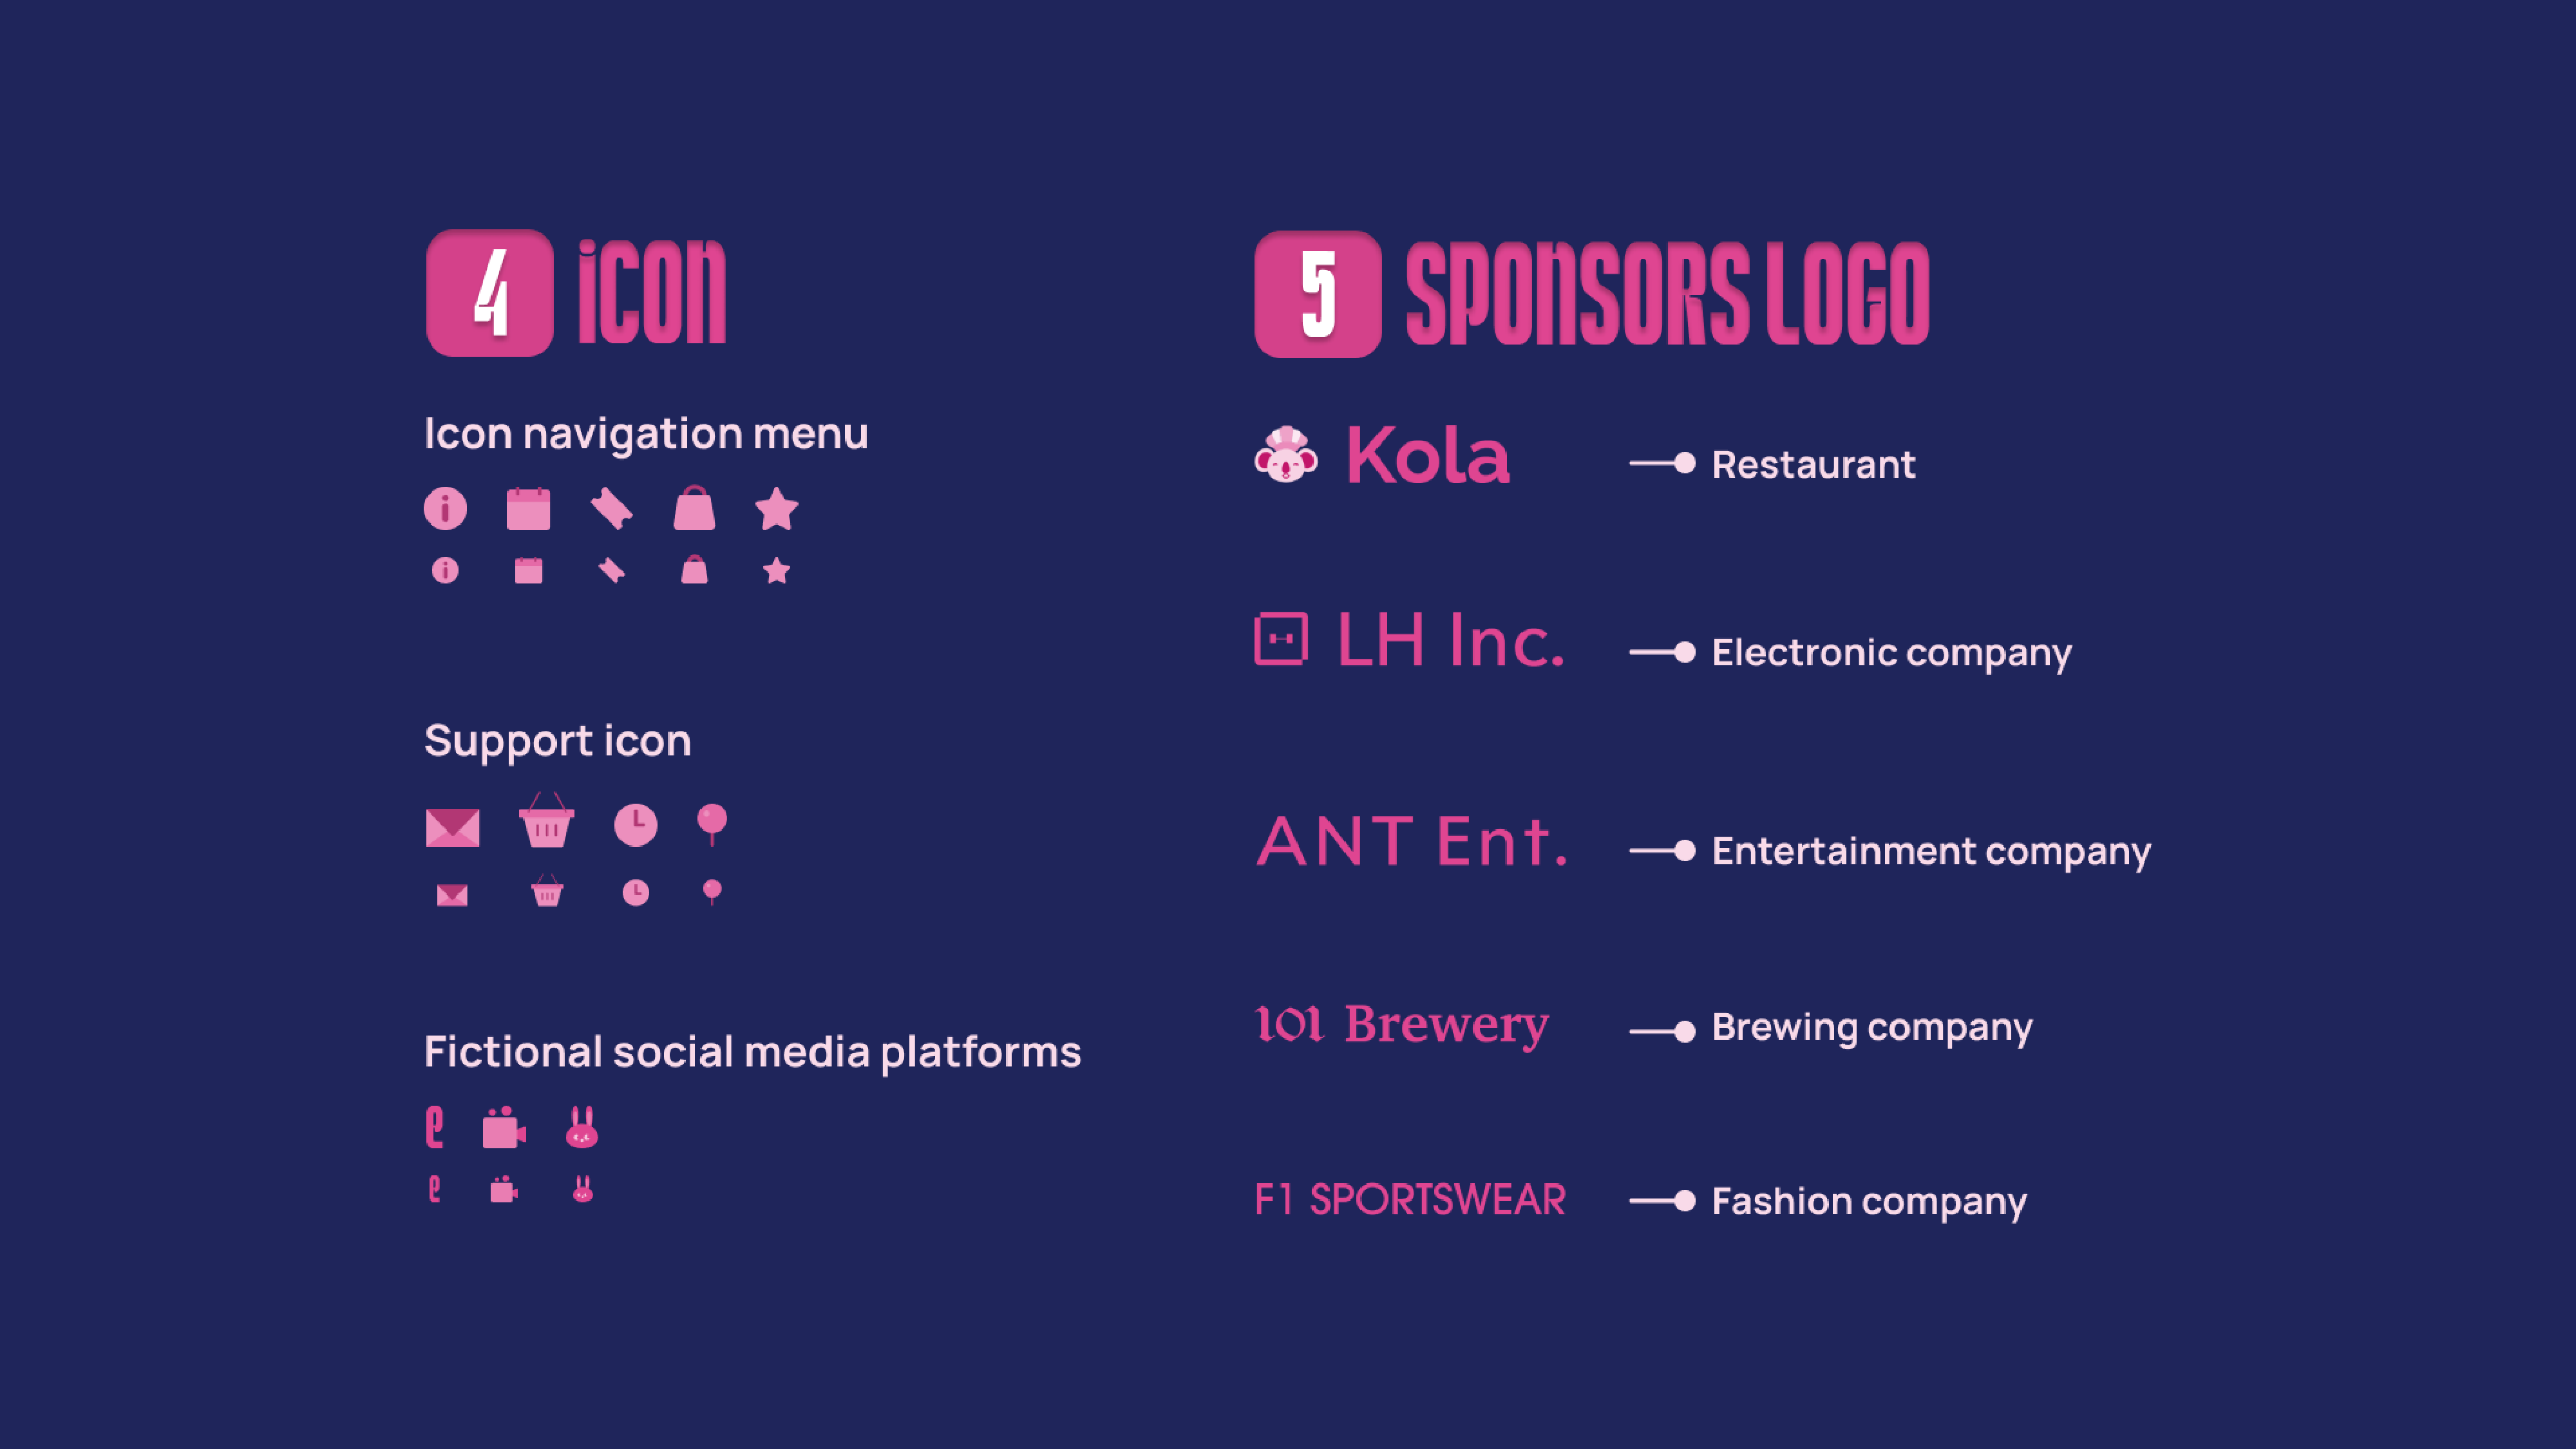 4 icon
Icon navigation menu
Support icon
Fictional social media platforms
5 SPONSORS LOGO
Kola
Restaurant
LH Inc.
Electronic company
ANT Ent.
Entertainment company
101 Brewery
Brewing company
F1 SPORTSWEAR
Fashion company